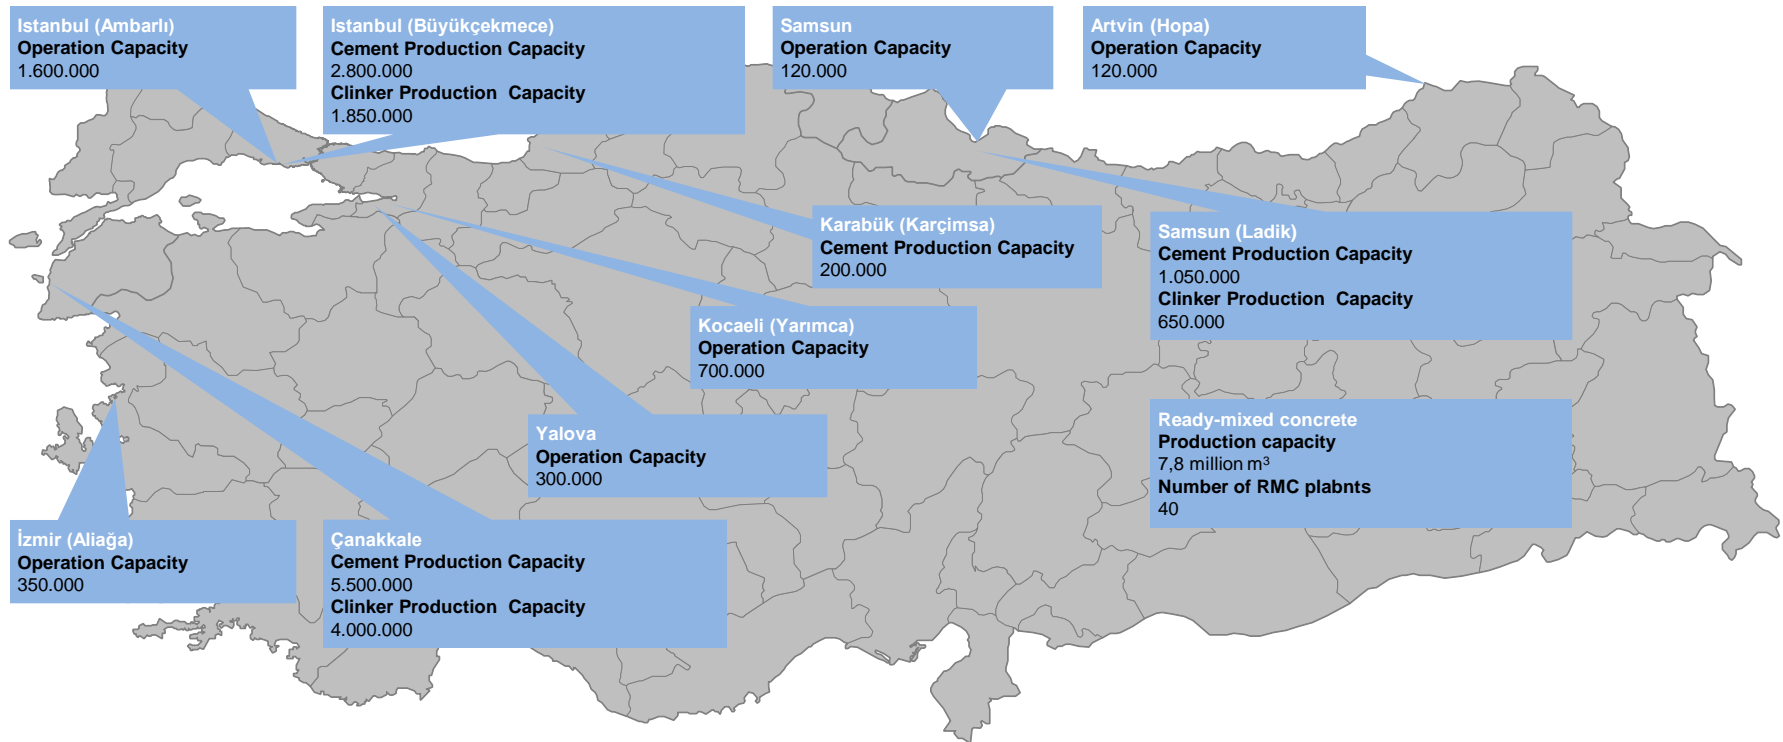 Istanbul (Ambarlı)
Operation Capacity
1.600.000
Istanbul (Büyükçekmece)
Cement Production Capacity
2.800.000
Clinker Production Capacity
1.850.000
Samsun
Operation Capacity
120.000
Artvin (Hopa)
Operation Capacity
120.000
Karabük (Karçimsa)
Cement Production Capacity
200.000
Samsun (Ladik)
Cement Production Capacity
1.050.000
Clinker Production Capacity
650.000
Kocaeli (Yarımca)
Operation Capacity
700.000
Yalova
Operation Capacity
300.000
Ready-mixed concrete
Production capacity
7,8 million m³
Number of RMC plabnts
40
İzmir (Aliağa)
Operation Capacity
350.000
Çanakkale
Cement Production Capacity
5.500.000
Clinker Production Capacity
4.000.000